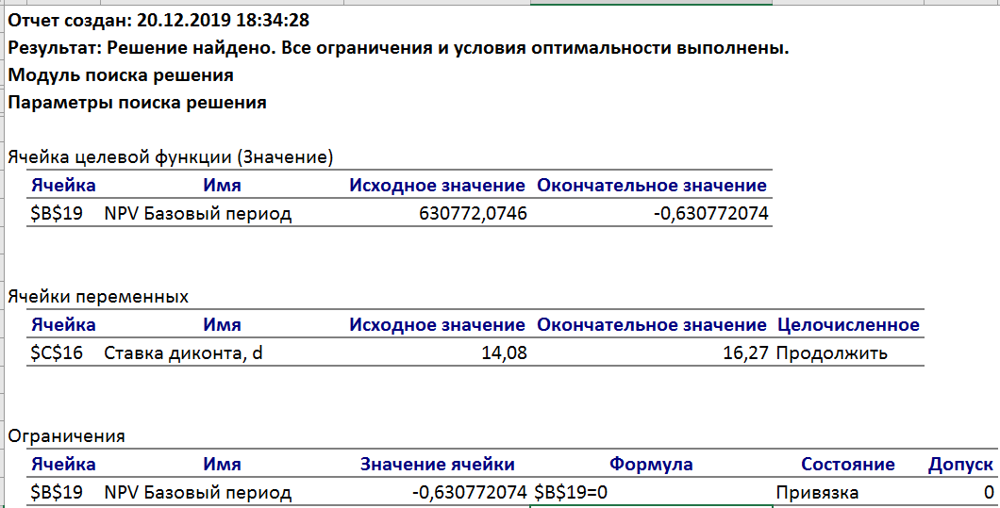 Отчет создан: 20.12.2019 18:34:28
Результат: Решение найдено. Все ограничения и условия оптимальности выполнены.
Модуль поиска решения
Параметры поиска решения
Ячейка целевой функции (Значение)
Ячейка Имя Исходное значение Окончательное значение
$B$19 NPV Базовый период 630772,0746 -0,630772074
Ячейки переменных
Ячейка Имя Исходное значение Окончательное значение Целочисленное
$C$16 Ставка диконта, d 14,08 16,27 Продолжить
Ограничения
Ячейка Имя Значение ячейки Формула Состояние Допуск
$B$19 NPV Базовый период -0,630772074 $B$19=0 Привязка 0